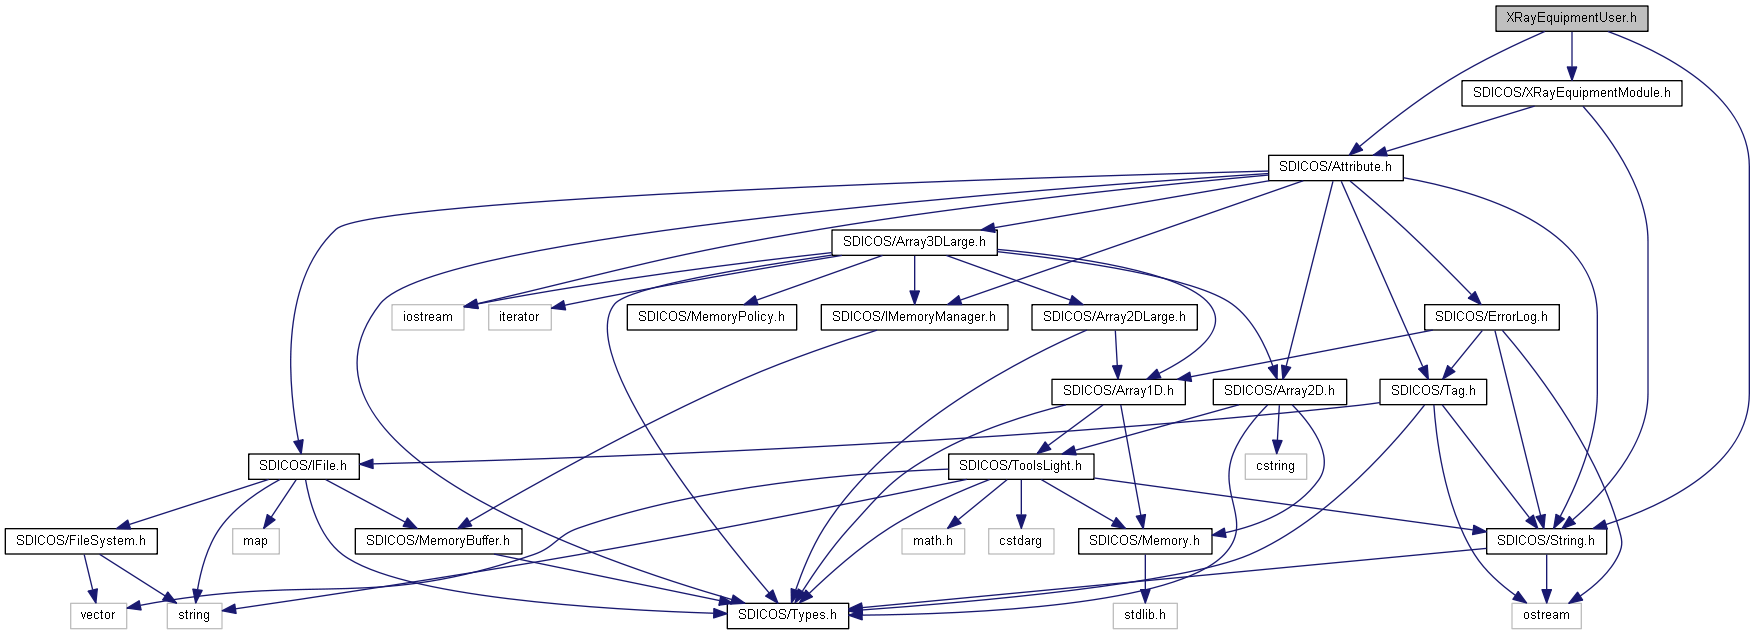 XRayEquipmentUser.h
SDICOS/XRayEquipmentModule.h
SDICOS/Attribute.h
SDICOS/Array3DLarge.h
iostream
iterator
SDICOS/MemoryPolicy.h
SDICOS/IMemoryManager.h
SDICOS/Array2DLarge.h
SDICOS/ErrorLog.h
SDICOS/Array1D.h
SDICOS/Array2D.h
SDICOS/Tag.h
SDICOS/IFile.h
SDICOS/ToolsLight.h
cstring
SDICOS/FileSystem.h
map
SDICOS/MemoryBuffer.h
math.h
cstdarg
SDICOS/Memory.h
SDICOS/String.h
vector
string
SDICOS/Types.h
stdlib.h
ostream